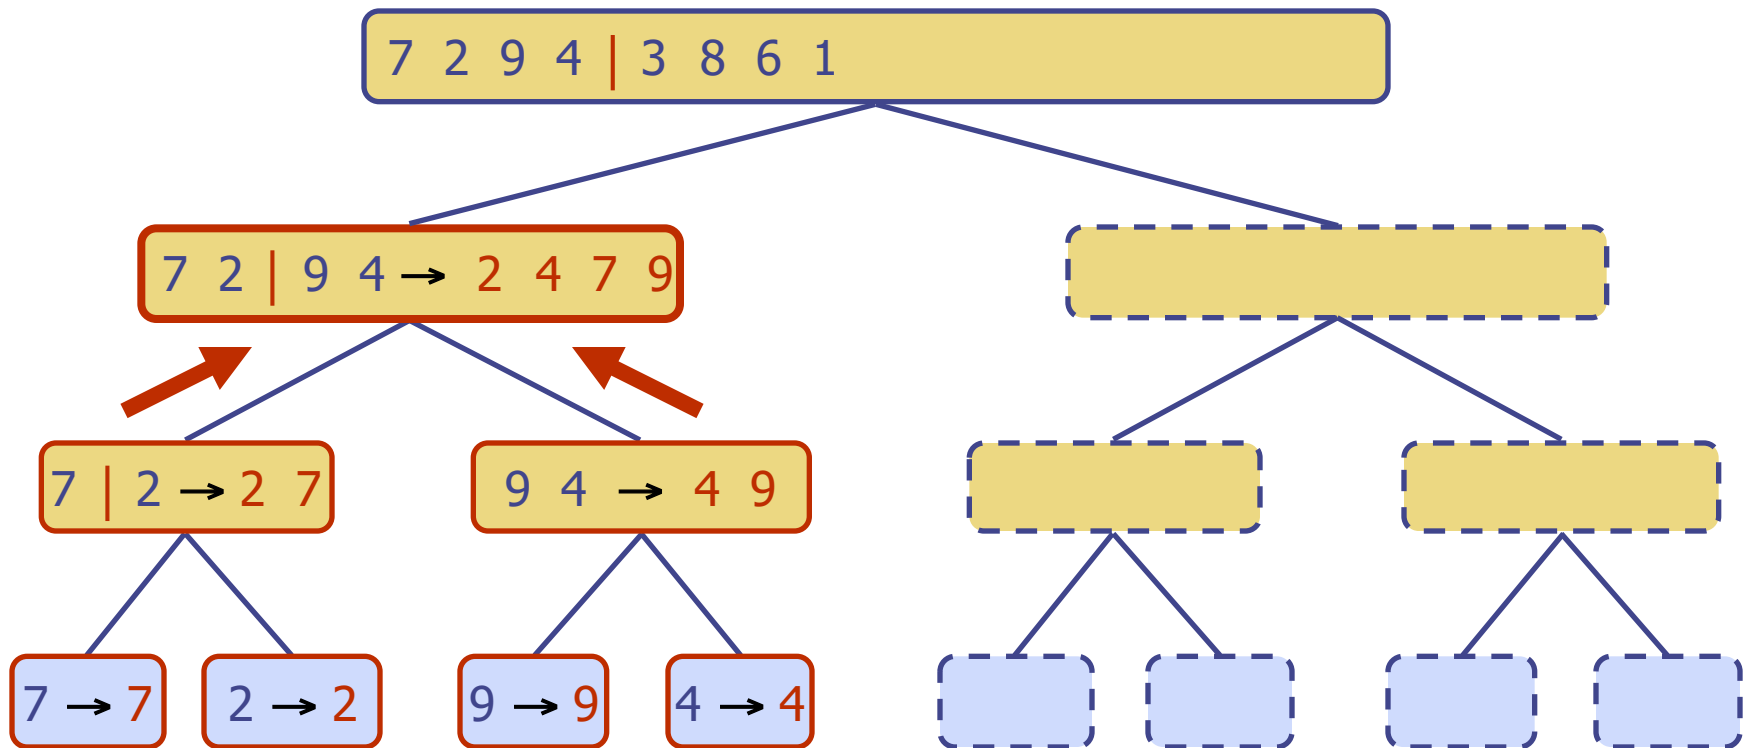 7 2 9 4 | 3 8 6 1
7 2 | 9 4 → 2 4 7 9
7 | 2 → 2 7
9 4 → 4 9
7 → 7
2 → 2
9 → 9
4 → 4